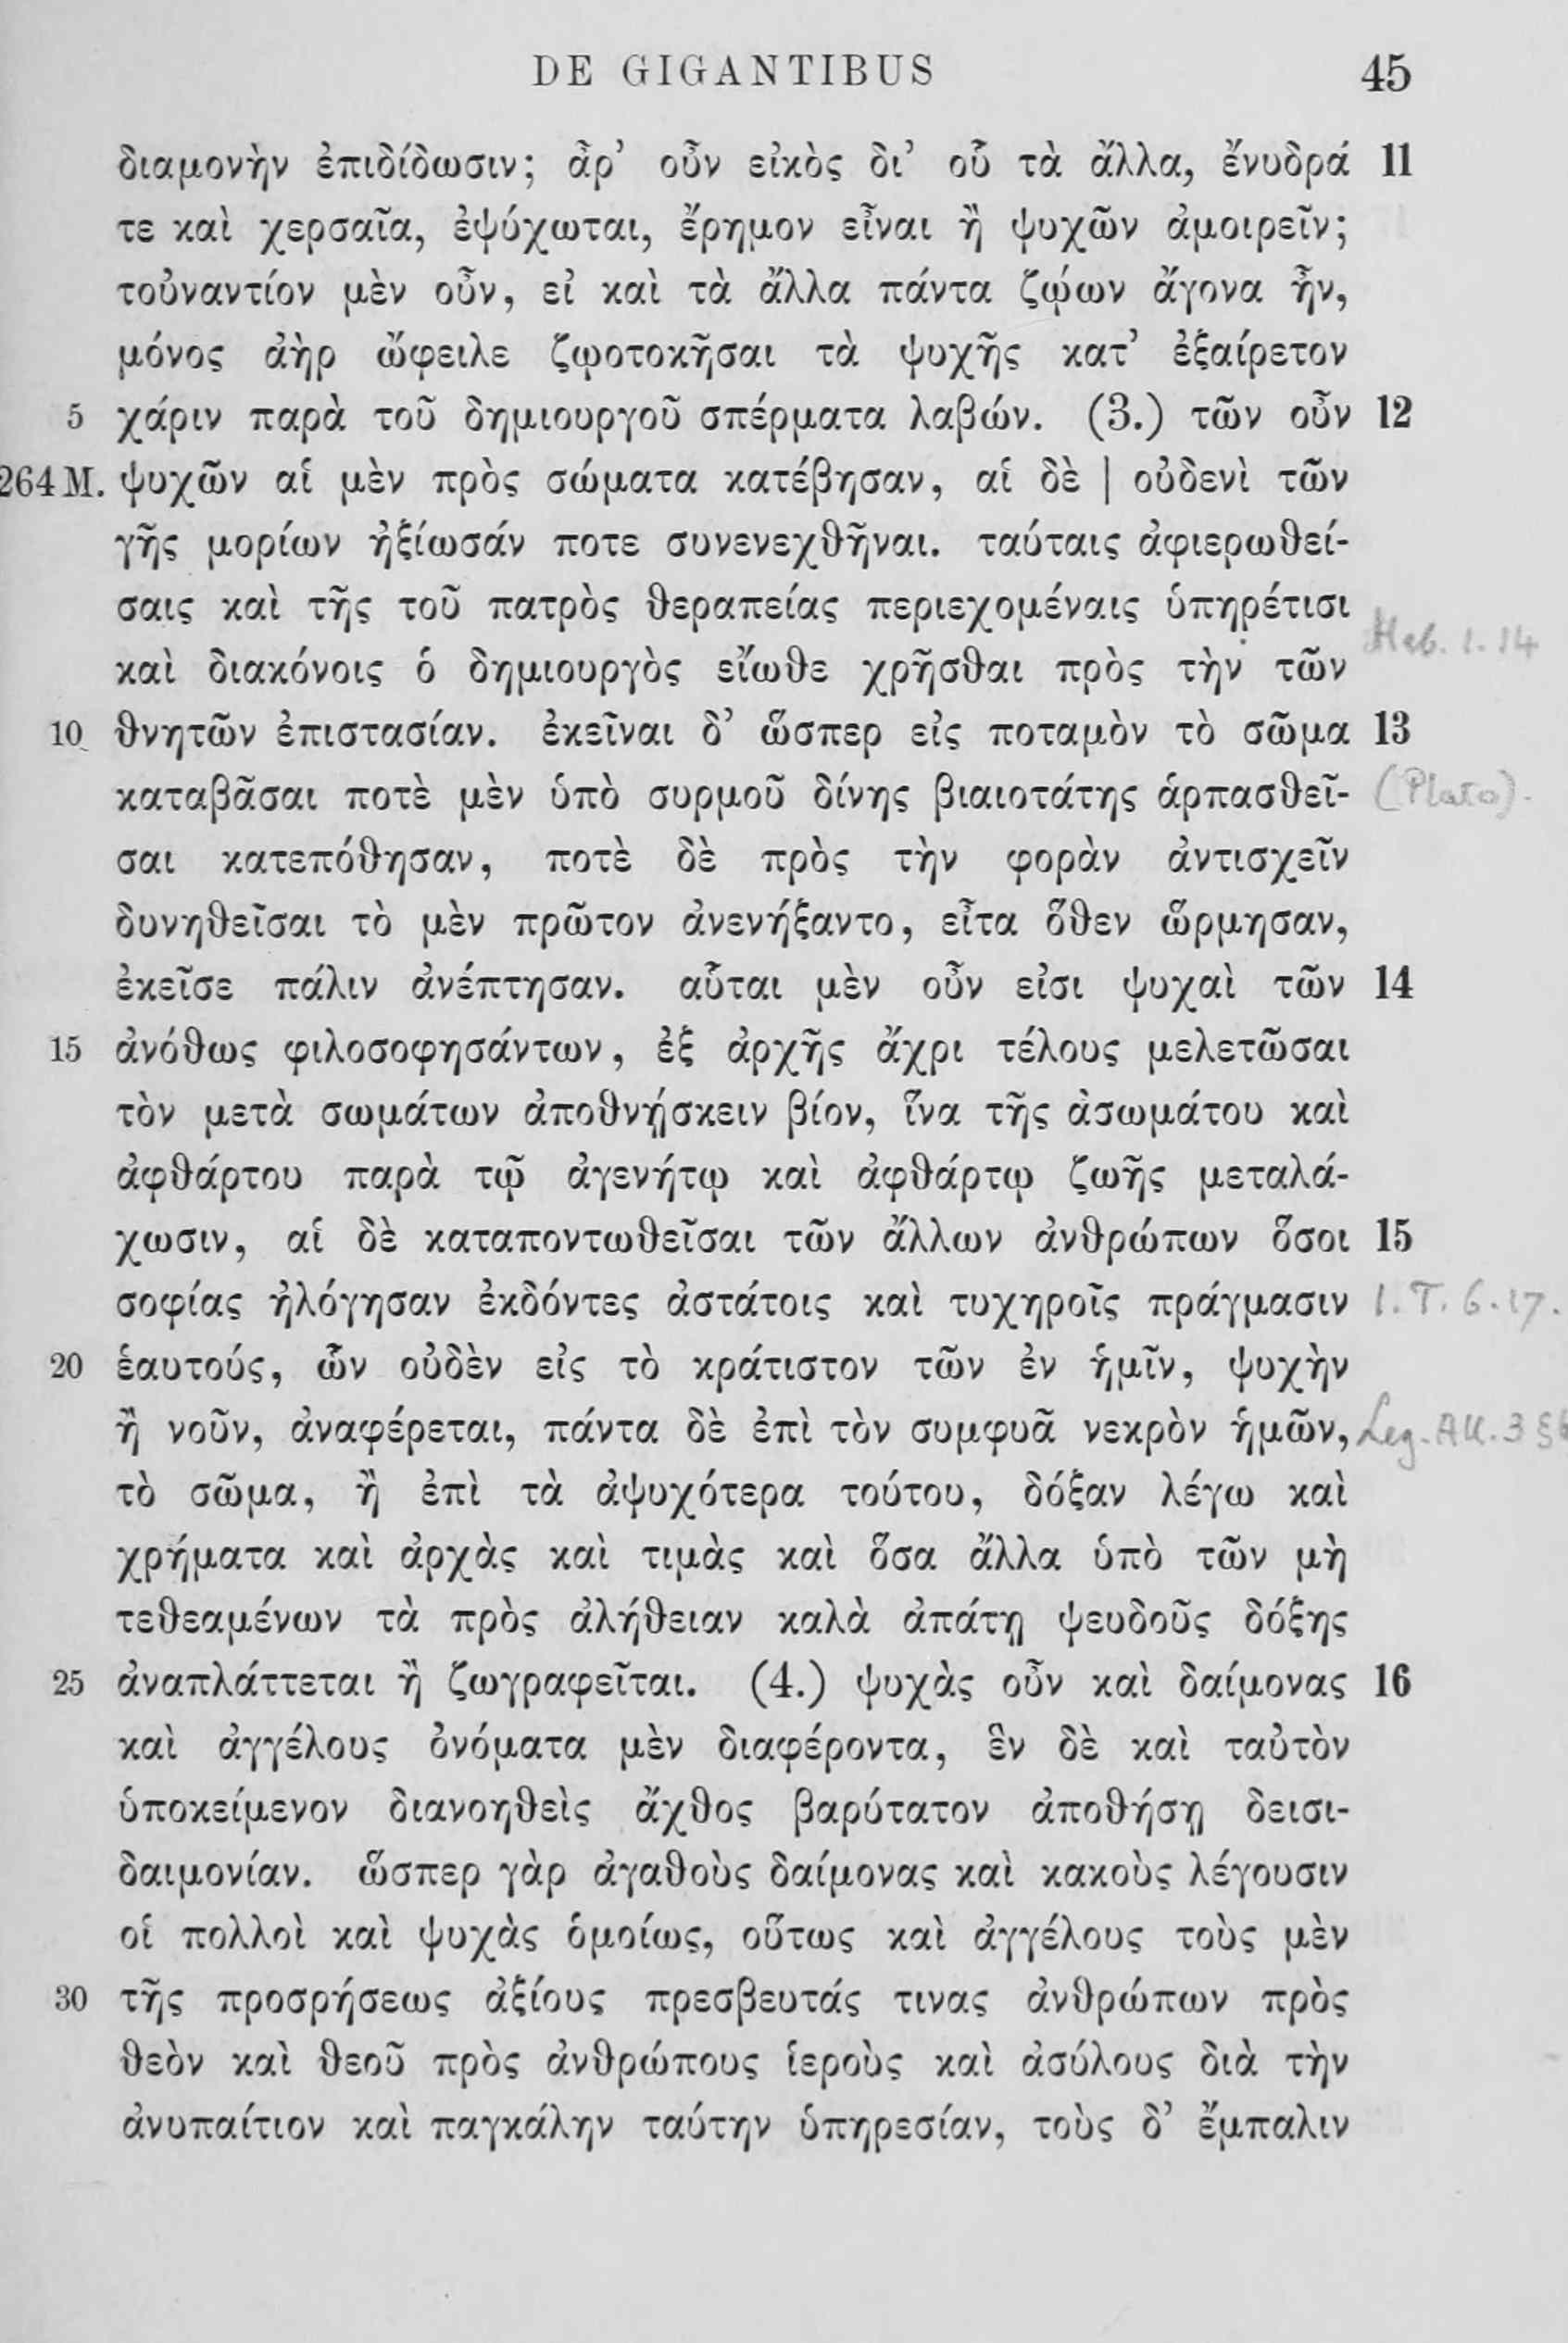 DE GIGANTIBUS 45
διαμονὴν ἐπιδίδωσιν; ἆρ’ οὖν εἰκὸς δι’ οὗ τὰ ἄλλα, ἔνυδρά 11
τε καὶ χερσαῖα, ἐψύχωται, ἔρημον εἶναι ἢ ψυχῶν ἀμοιρεῖν;
τοὐναντίον μὲν οὖν, εἰ καὶ τὰ ἄλλα πάντα ζῴων ἄγονα ἦν,
μόνος ἀὴρ ὤφειλε ζῳοτοκῆσαι τὰ ψυχῆς κατ’ ἐξαίρετον
5 χάριν παρὰ τοῦ δημιουργοῦ σπέρματα λαβών. (3.) τῶν οὖν 12
264 M. ψυχῶν αἱ μὲν πρὸς σώματα κατέβησαν, αἱ δὲ | οὐδενὶ τῶν
γῆς μορίων ἠξίωσάν ποτε συνενεχθῆναι. ταύταις ἀφιερωθεί-
σαις καὶ τῆς τοῦ πατρὸς θεραπείας περιεχομέναις ὑπηρέτισι
Heb. 1. 14
καὶ διακόνοις ὁ δημιουργὸς εἴωθε χρῆσθαι πρὸς τὴν τῶν
10 θνητῶν ἐπιστασίαν. ἐκεῖναι δ’ ὥσπερ εἰς ποταμὸν τὸ σῶμα 13
καταβᾶσαι ποτὲ μὲν ὑπὸ συρμοῦ δίνης βιαιοτάτης ἁρπασθεῖ- (Plato).
σαι κατεπόθησαν, ποτὲ δὲ πρὸς τὴν φορὰν ἀντισχεῖν
δυνηθεῖσαι τὸ μὲν πρῶτον ἀνενήξαντο, εἶτα ὅθεν ὥρμησαν,
ἐκεῖσε πάλιν ἀνέπτησαν. αὗται μὲν οὖν εἰσι ψυχαὶ τῶν 14
15 ἀνόθως φιλοσοφησάντων, ἐξ ἀρχῆς ἄχρι τέλους μελετῶσαι
τὸν μετὰ σωμάτων ἀποθνῄσκειν βίον, ἵνα τῆς ἀσωμάτου καὶ
ἀφθάρτου παρὰ τῷ ἀγενήτῳ καὶ ἀφθάρτῳ ζωῆς μεταλά-
χωσιν, αἱ δὲ καταποντωθεῖσαι τῶν ἄλλων ἀνθρώπων ὅσοι 15
σοφίας ἠλόγησαν ἐκδόντες ἀστάτοις καὶ τυχηροῖς πράγμασιν 1. T. 6. 17.
20 ἑαυτούς, ὧν οὐδὲν εἰς τὸ κράτιστον τῶν ἐν ἡμῖν, ψυχὴν
ἢ νοῦν, ἀναφέρεται, πάντα δὲ ἐπὶ τὸν συμφυᾶ νεκρὸν ἡμῶν, Leg. All. 3 §
τὸ σῶμα, ἢ ἐπὶ τὰ ἀψυχότερα τούτου, δόξαν λέγω καὶ
χρήματα καὶ ἀρχὰς καὶ τιμὰς καὶ ὅσα ἄλλα ὑπὸ τῶν μὴ
τεθεαμένων τὰ πρὸς ἀλήθειαν καλὰ ἀπάτῃ ψευδοῦς δόξης
25 ἀναπλάττεται ἢ ζωγραφεῖται. (4.) ψυχὰς οὖν καὶ δαίμονας 16
καὶ ἀγγέλους ὀνόματα μὲν διαφέροντα, ἓν δὲ καὶ ταὐτὸν
ὑποκείμενον διανοηθεὶς ἄχθος βαρύτατον ἀποθήσῃ δεισι-
δαιμονίαν. ὥσπερ γὰρ ἀγαθοὺς δαίμονας καὶ κακοὺς λέγουσιν
οἱ πολλοὶ καὶ ψυχὰς ὁμοίως, οὕτως καὶ ἀγγέλους τοὺς μὲν
30 τῆς προσρήσεως ἀξίους πρεσβευτάς τινας ἀνθρώπων πρὸς
θεὸν καὶ θεοῦ πρὸς ἀνθρώπους ἱεροὺς καὶ ἀσύλους διὰ τὴν
ἀνυπαίτιον καὶ παγκάλην ταύτην ὑπηρεσίαν, τοὺς δ’ ἔμπαλιν